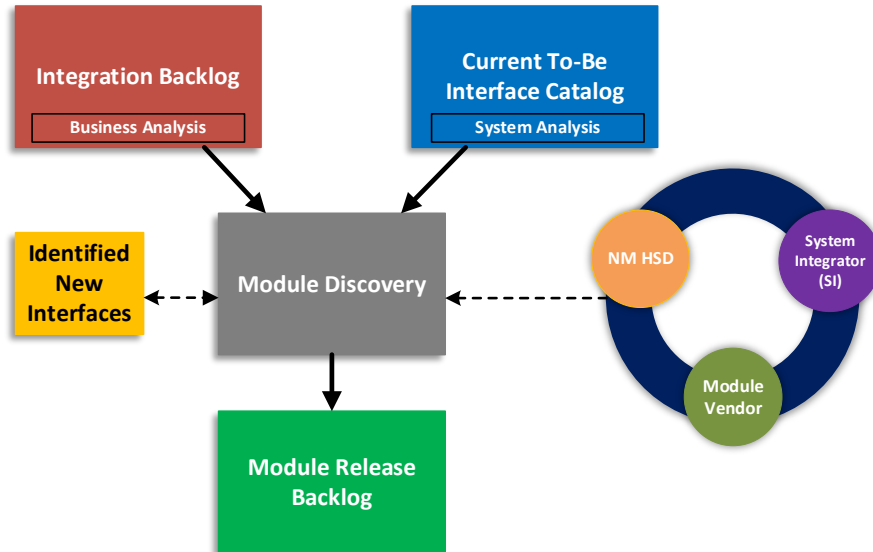 Integration Backlog
Business Analysis
Current To-Be
Interface Catalog
System Analysis
Identified
New
Interfaces
Module Discovery
NM HSD
System
Integrator
(SI)
Module
Vendor
Module Release
Backlog